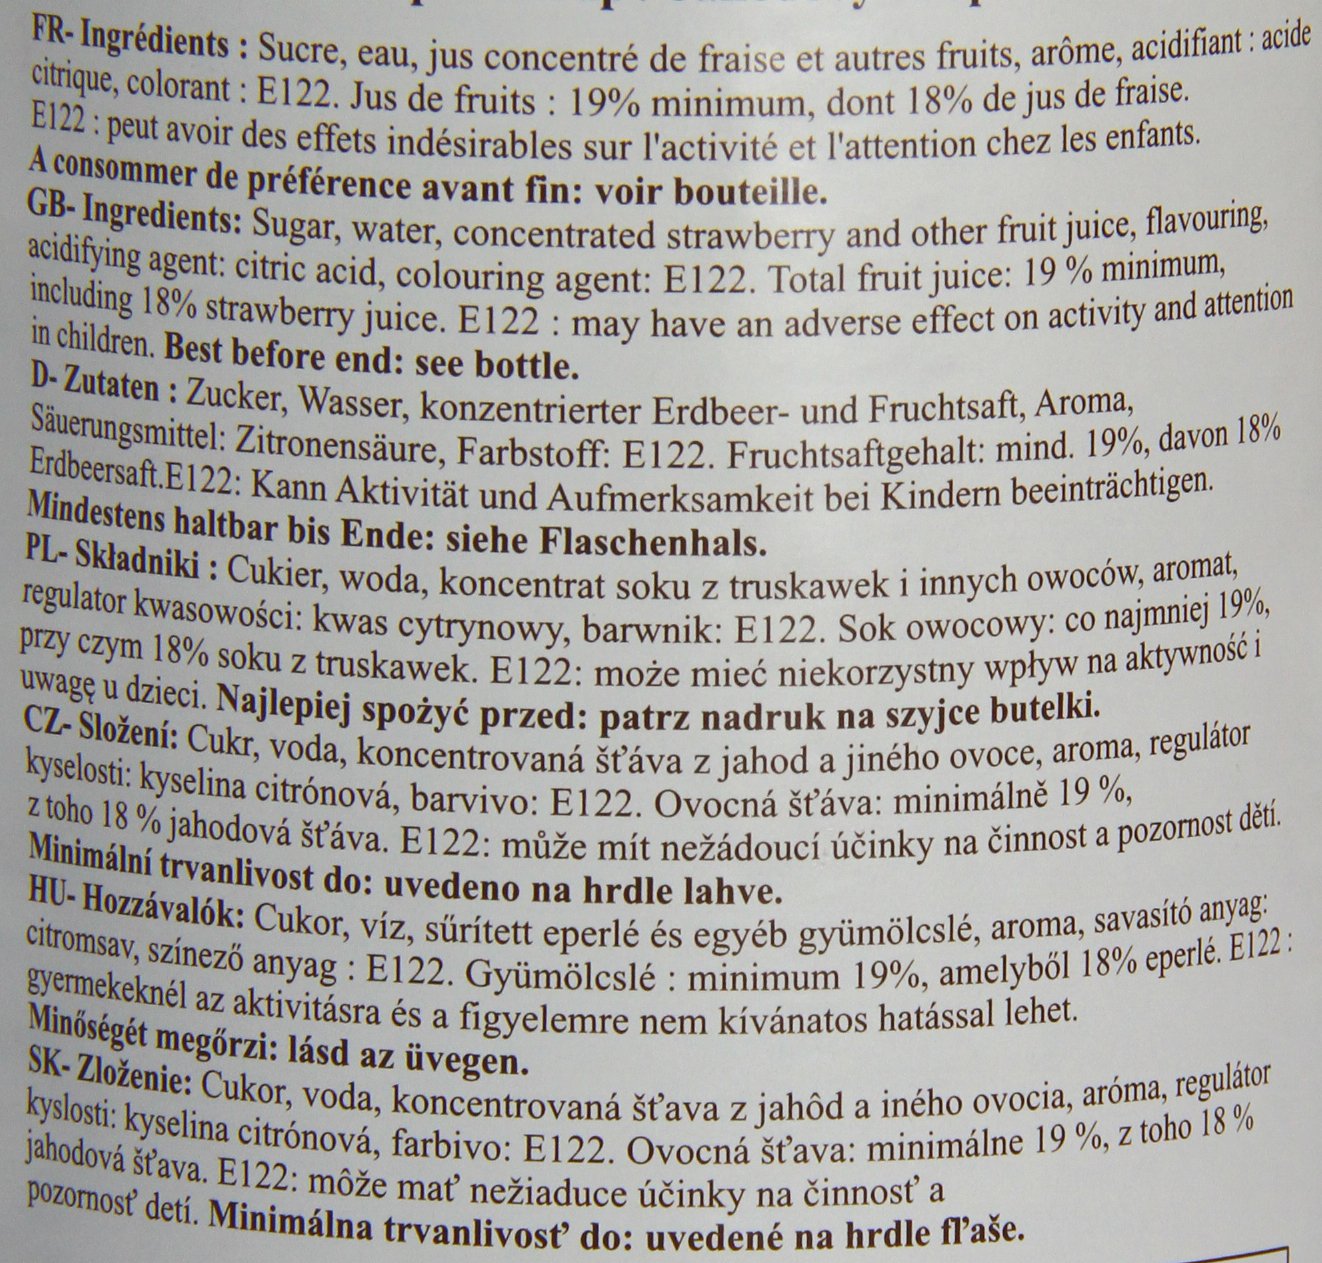 FR- Ingrédients : Sucre, eau, jus concentré de fraise et autres fruits, arôme, acidifiant : acide
citrique, colorant : E122. Jus de fruits : 19% minimum, dont 18% de jus de fraise.
E122 : peut avoir des effets indésirables sur l'activité et l'attention chez les enfants.
A consommer de préférence avant fin: voir bouteille.
GB- Ingredients: Sugar, water, concentrated strawberry and other fruit juice, flavouring,
acidifying agent: citric acid, colouring agent: E122. Total fruit juice: 19 % minimum,
including 18% strawberry juice. E122 : may have an adverse effect on activity and attention
in children. Best before end: see bottle.
D- Zutaten : Zucker, Wasser, konzentrierter Erdbeer- und Fruchtsaft, Aroma,
Säuerungsmittel: Zitronensäure, Farbstoff: E122. Fruchtsaftgehalt: mind. 19%, davon 18%
Erdbeersaft.E122: Kann Aktivität und Aufmerksamkeit bei Kindern beeinträchtigen.
Mindestens haltbar bis Ende: siehe Flaschenhals.
PL- Składniki : Cukier, woda, koncentrat soku z truskawek i innych owoców, aromat,
regulator kwasowości: kwas cytrynowy, barwnik: E122. Sok owocowy: co najmniej 19%,
przy czym 18% soku z truskawek. E122: może mieć niekorzystny wpływ na aktywność i
uwagę u dzieci. Najlepiej spożyć przed: patrz nadruk na szyjce butelki.
CZ- Složení: Cukr, voda, koncentrovaná šťáva z jahod a jiného ovoce, aroma, regulátor
kyselosti: kyselina citrónová, barvivo: E122. Ovocná šťáva: minimálně 19 %,
z toho 18 % jahodová šťáva. E122: může mít nežádoucí účinky na činnost a pozornost dětí.
Minimální trvanlivost do: uvedeno na hrdle lahve.
HU- Hozzávalók: Cukor, víz, sűrített eperlé és egyéb gyümölcslé, aroma, savasító anyag:
citromsav, színező anyag : E122. Gyümölcslé : minimum 19%, amelyből 18% eperlé. E122 :
gyermekeknél az aktivitásra és a figyelemre nem kívánatos hatással lehet.
Minőségét megőrzi: lásd az üvegen.
SK- Zloženie: Cukor, voda, koncentrovaná šťava z jahôd a iného ovocia, aróma, regulátor
kyslosti: kyselina citrónová, farbivo: E122. Ovocná šťava: minimálne 19 %, z toho 18 %
jahodová šťava. E122: môže mať nežiaduce účinky na činnosť a
pozornosť detí. Minimálna trvanlivosť do: uvedené na hrdle fľaše.